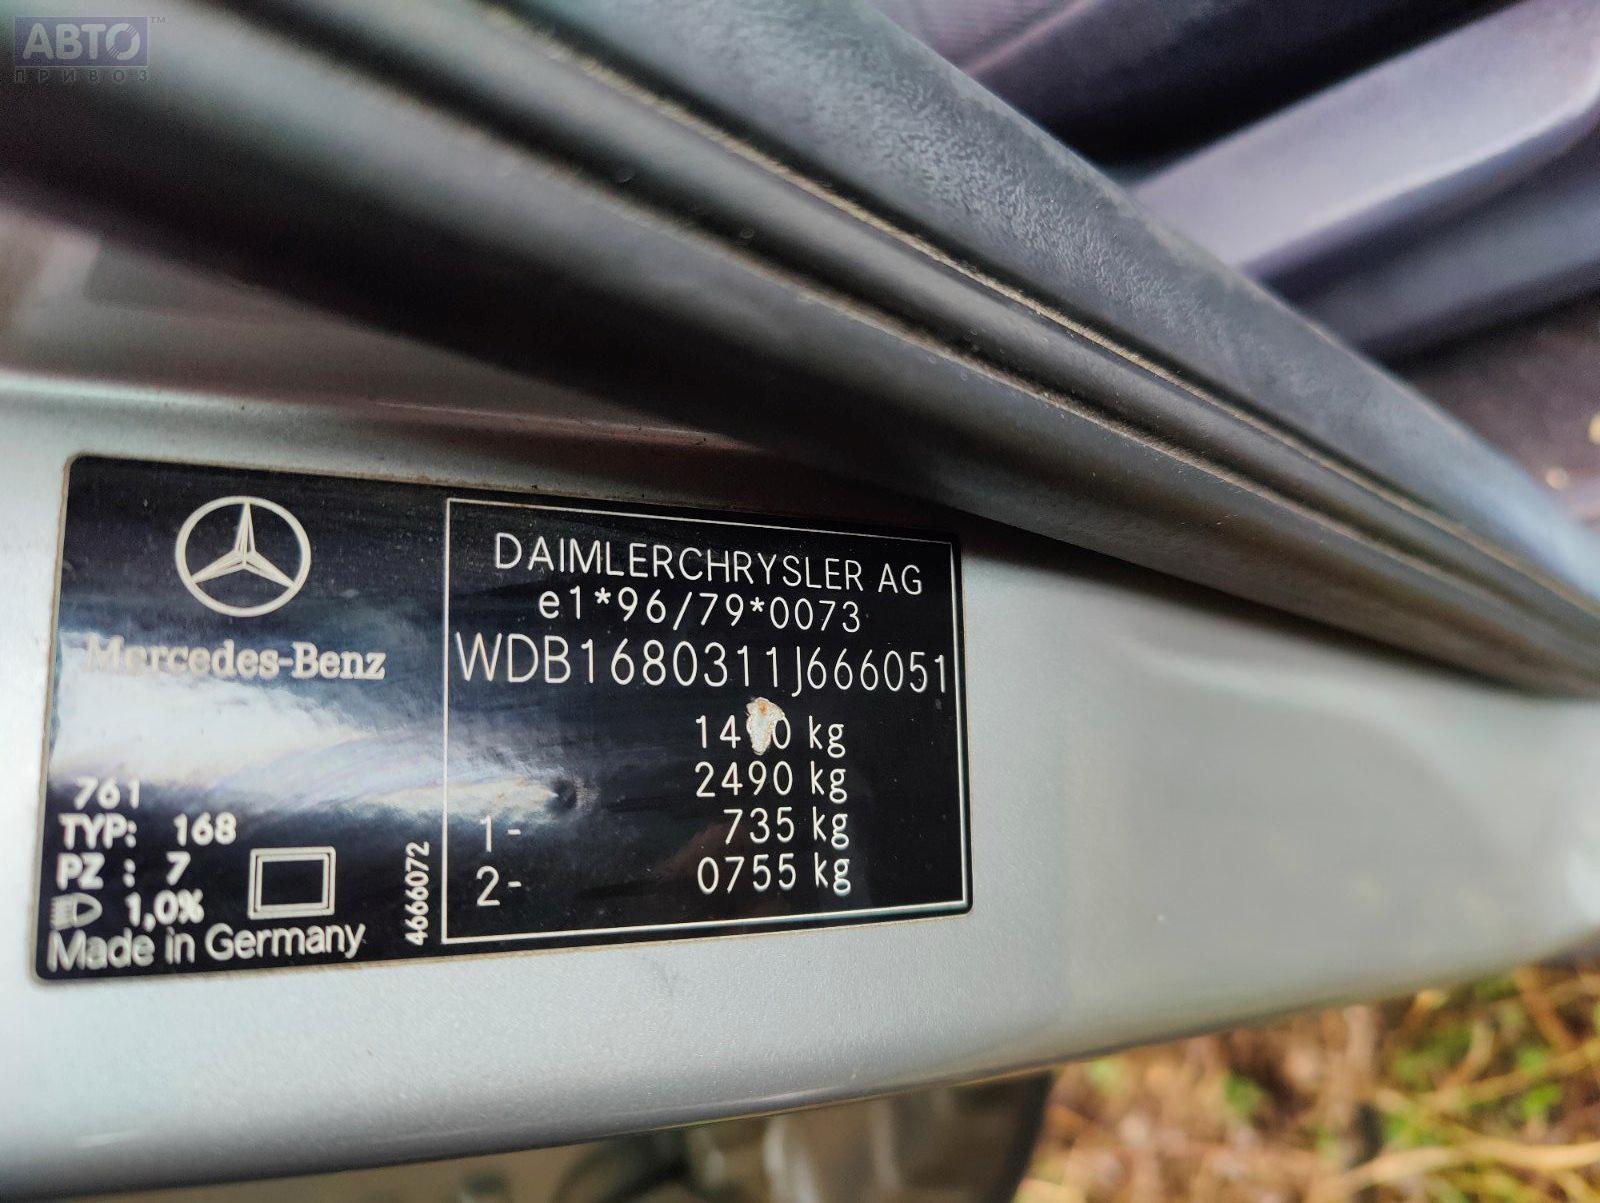 АВТО™
ПРИВОЗ
Mercedes-Benz
DAIMLERCHRYSLER AG
e1*96/79*0073
WDB1680311J666051
kg
2490 kg
1- 735 kg
2- 0755 kg
761
TYP: 168
PZ : 7
1,0%
Made in Germany
4666072